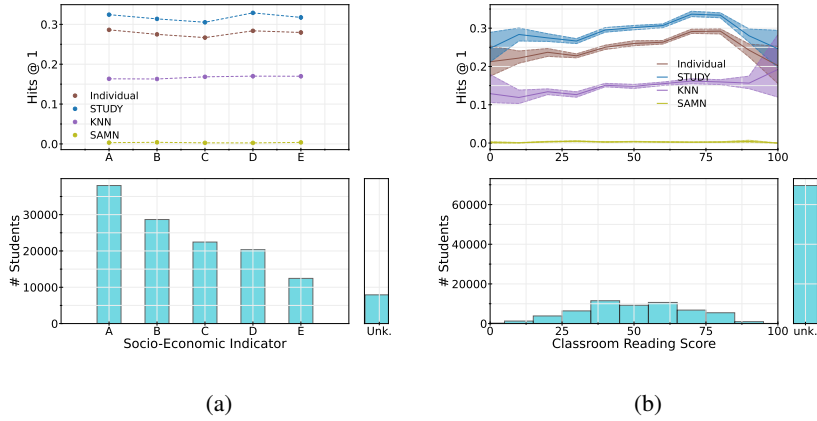 Hits @ 1
0.3
0.2
0.1
0.0
Individual
STUDY
KNN
SAMN
A B C D E
# Students
30000
20000
10000
0
A B C D E
Unk.
Socio-Economic Indicator
(a)
Hits @ 1
0.3
0.2
0.1
0.0
Individual
STUDY
KNN
SAMN
0 25 50 75 100
# Students
60000
40000
20000
0
0 25 50 75 100
unk.
Classroom Reading Score
(b)